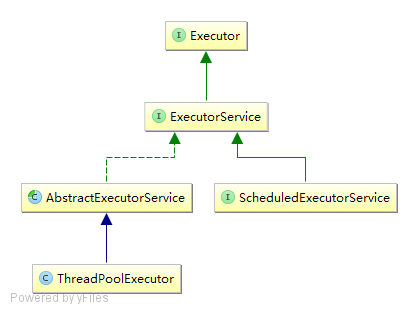 I Executor
I ExecutorService
C AbstractExecutorService
I ScheduledExecutorService
C ThreadPoolExecutor
Powered by yFiles